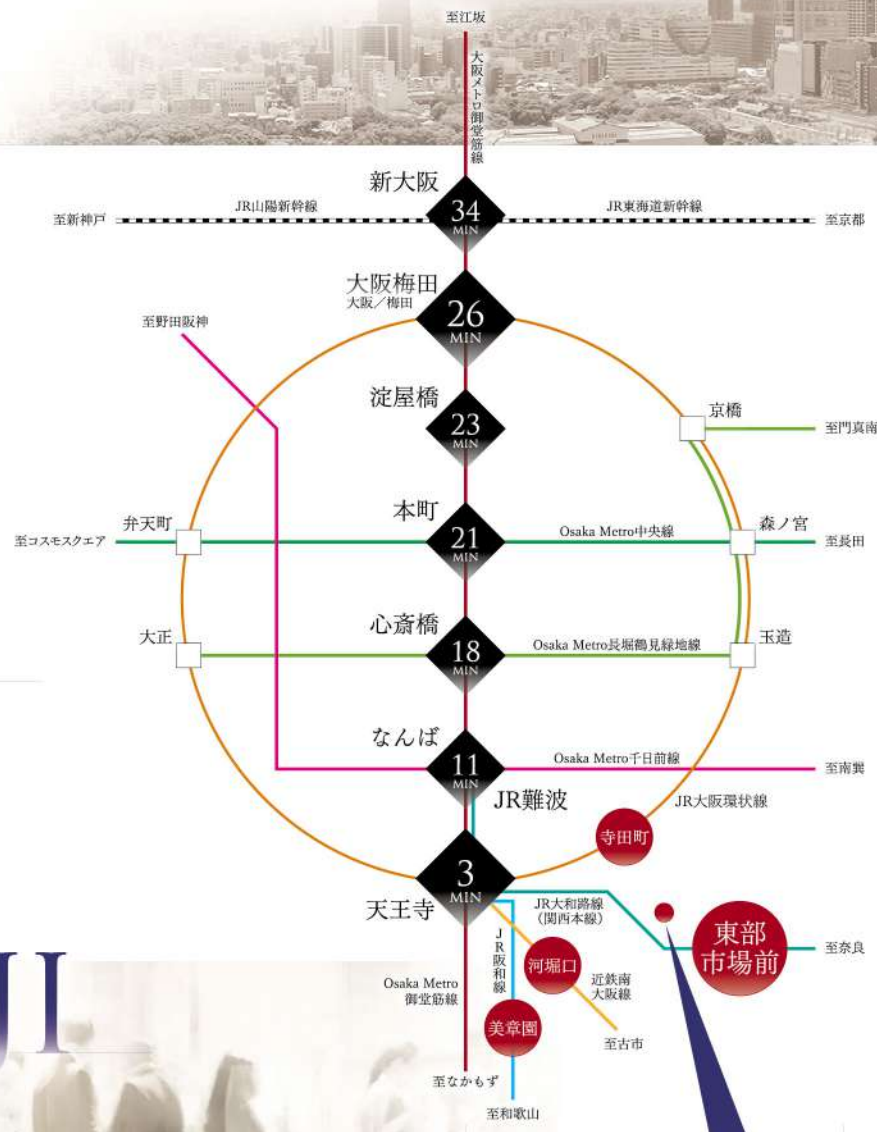 至江坂
大阪メトロ御堂筋線
新大阪
34
MIN
至新神戸
JR山陽新幹線
JR東海道新幹線
至京都
大阪梅田
大阪／梅田
26
MIN
至野田阪神
淀屋橋
23
MIN
京橋
至門真南
本町
21
MIN
弁天町
至コスモスクエア
Osaka Metro中央線
森ノ宮
至長田
心斎橋
18
MIN
大正
Osaka Metro長堀鶴見緑地線
玉造
なんば
11
MIN
Osaka Metro千日前線
至南巽
JR難波
JR大阪環状線
寺田町
3
MIN
天王寺
JR大和路線
（関西本線）
東部
市場前
至奈良
JR阪和線
河堀口
近鉄南
大阪線
Osaka Metro
御堂筋線
美章園
至古市
至なかもず
至和歌山
JI